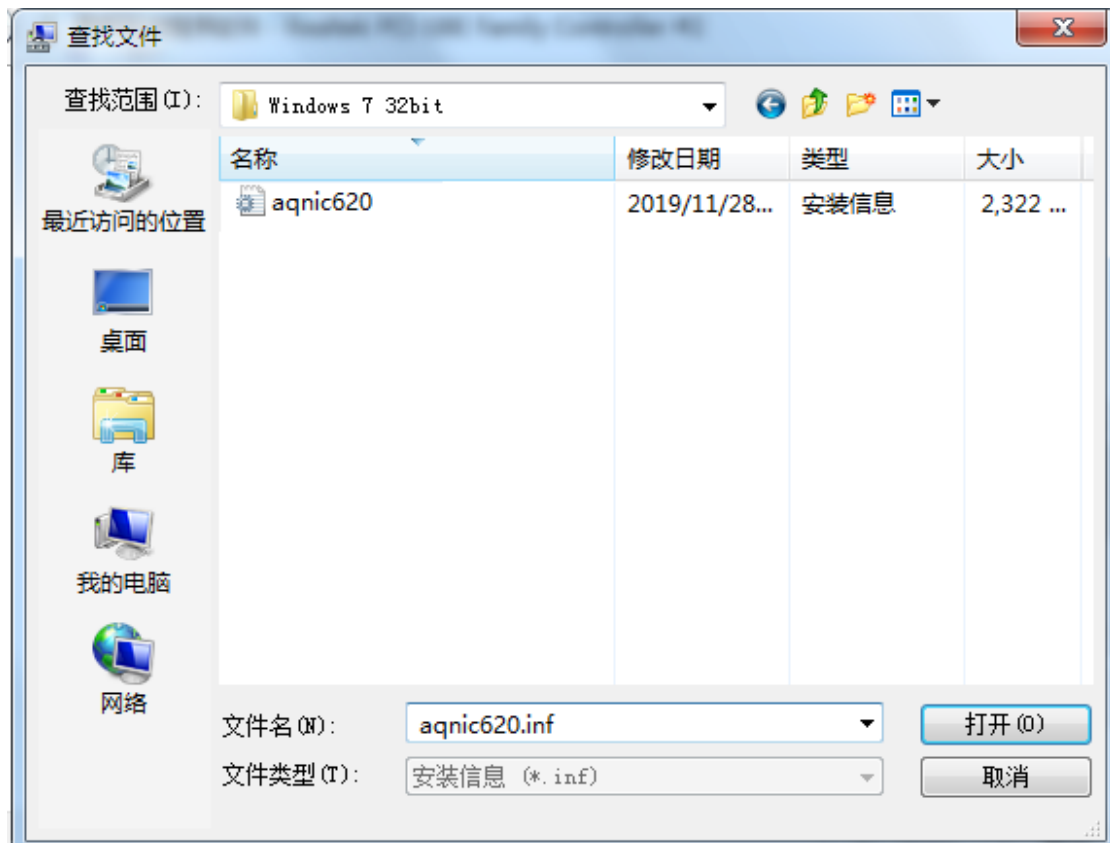 查找文件
查找范围(I):
Windows 7 32bit
名称
修改日期
类型
大小
aqnic620
2019/11/28...
安装信息
2,322 ...
最近访问的位置
桌面
库
我的电脑
网络
文件名(N):
aqnic620.inf
打开(O)
文件类型(T):
安装信息 (*.inf)
取消